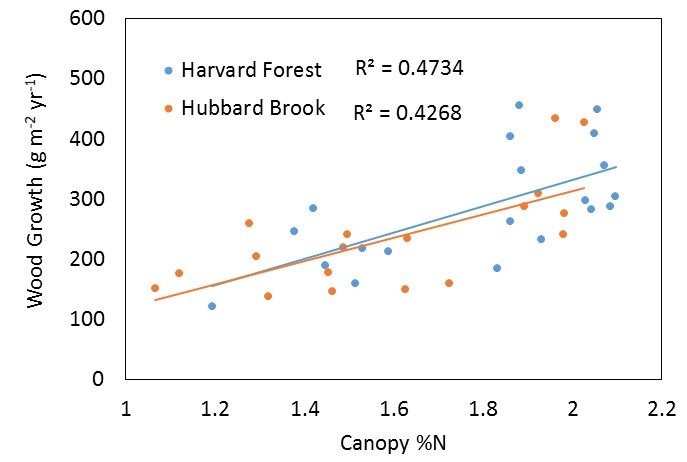 600
500
400
300
200
100
0
Wood Growth (g m⁻² yr⁻¹)
Harvard Forest R² = 0.4734
Hubbard Brook R² = 0.4268
1 1.2 1.4 1.6 1.8 2 2.2
Canopy %N